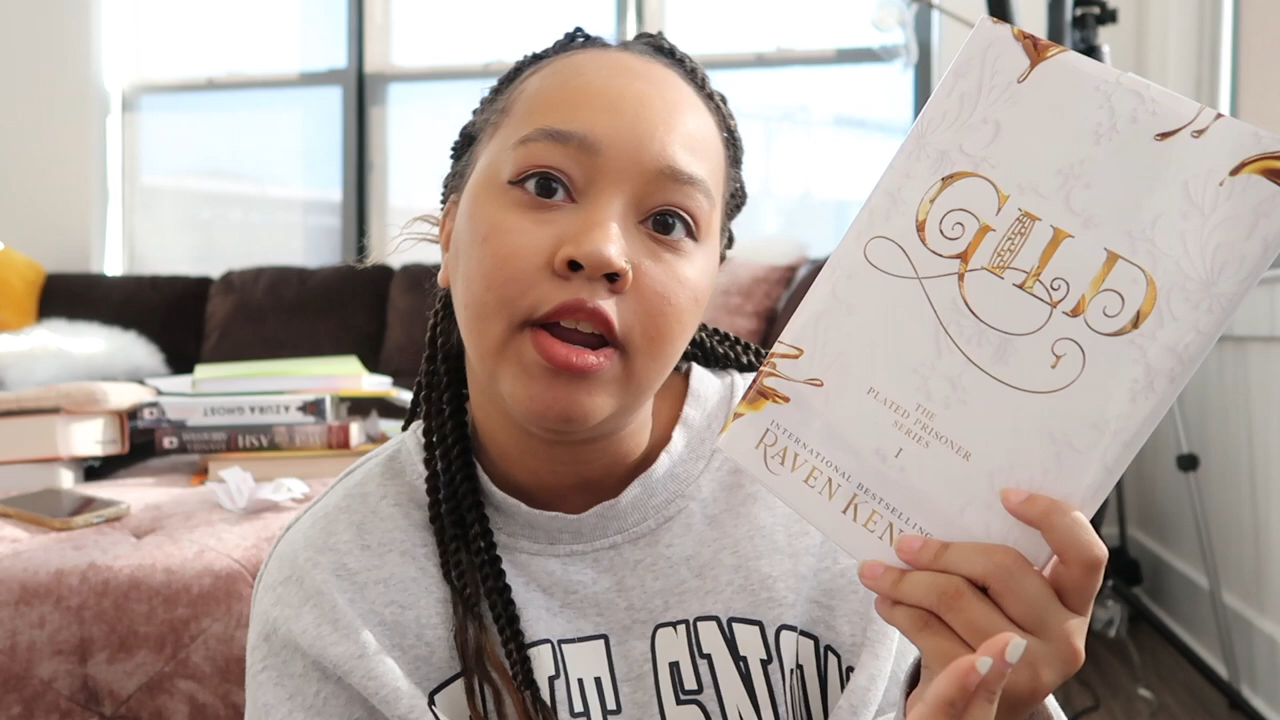 GILD
THE
PLATED PRISONER
SERIES
I
INTERNATIONAL BESTSELLING
RAVEN KEN
AZURA GHOST
ASH